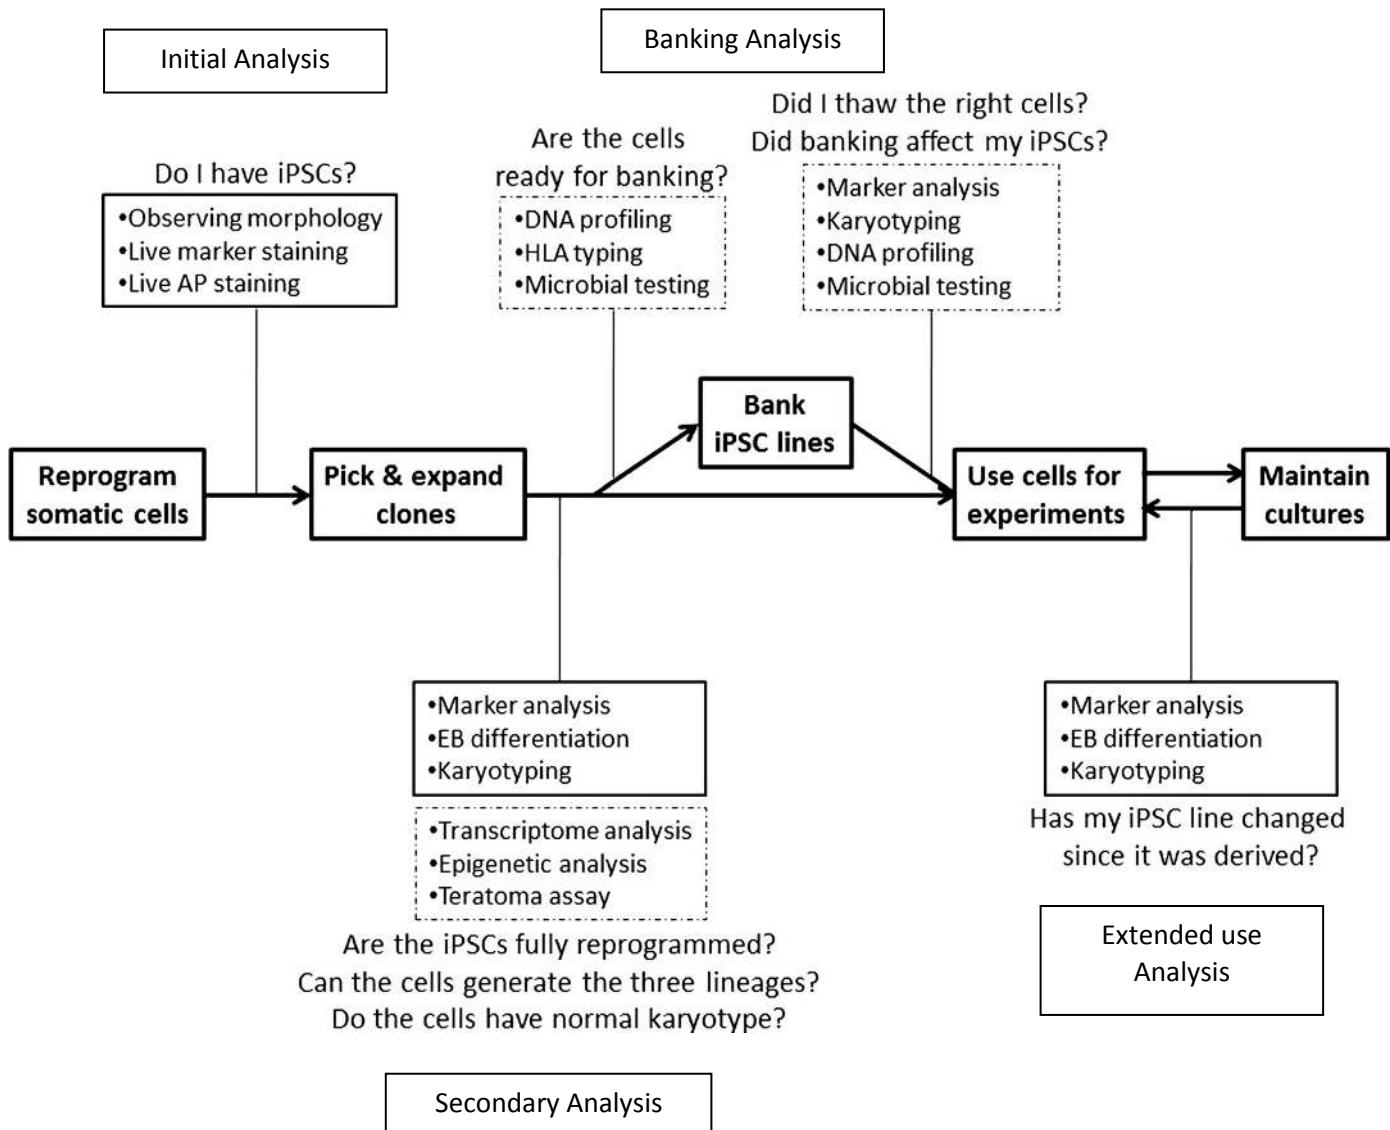 Initial Analysis
Banking Analysis
Do I have iPSCs?
•Observing morphology
•Live marker staining
•Live AP staining
Are the cells
ready for banking?
•DNA profiling
•HLA typing
•Microbial testing
Did I thaw the right cells?
Did banking affect my iPSCs?
•Marker analysis
•Karyotyping
•DNA profiling
•Microbial testing
Reprogram
somatic cells
Pick & expand
clones
Bank
iPSC lines
Use cells for
experiments
Maintain
cultures
•Marker analysis
•EB differentiation
•Karyotyping
•Transcriptome analysis
•Epigenetic analysis
•Teratoma assay
Are the iPSCs fully reprogrammed?
Can the cells generate the three lineages?
Do the cells have normal karyotype?
Secondary Analysis
•Marker analysis
•EB differentiation
•Karyotyping
Has my iPSC line changed
since it was derived?
Extended use
Analysis